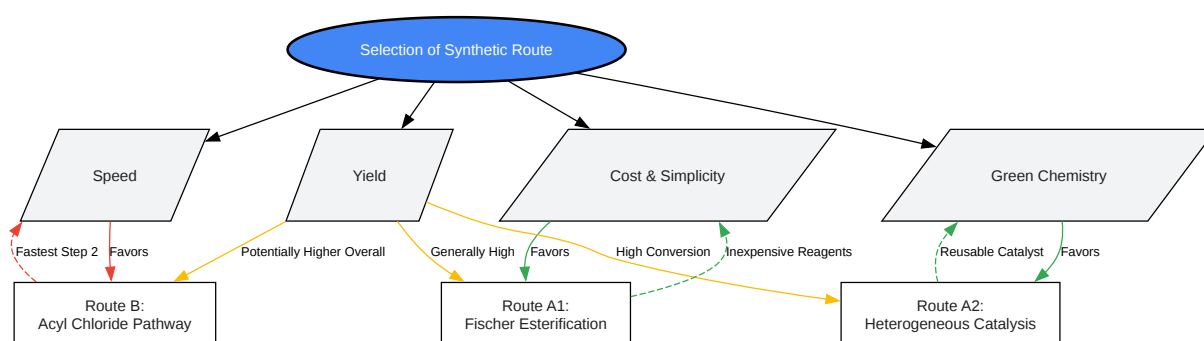 Selection of Synthetic Route
Speed
Yield
Cost & Simplicity
Green Chemistry
Fastest Step 2
Favors
Potentially Higher Overall
Generally High
Favors
High Conversion
Inexpensive Reagents
Reusable Catalyst
Favors
Route B:
Acyl Chloride Pathway
Route A1:
Fischer Esterification
Route A2:
Heterogeneous Catalysis